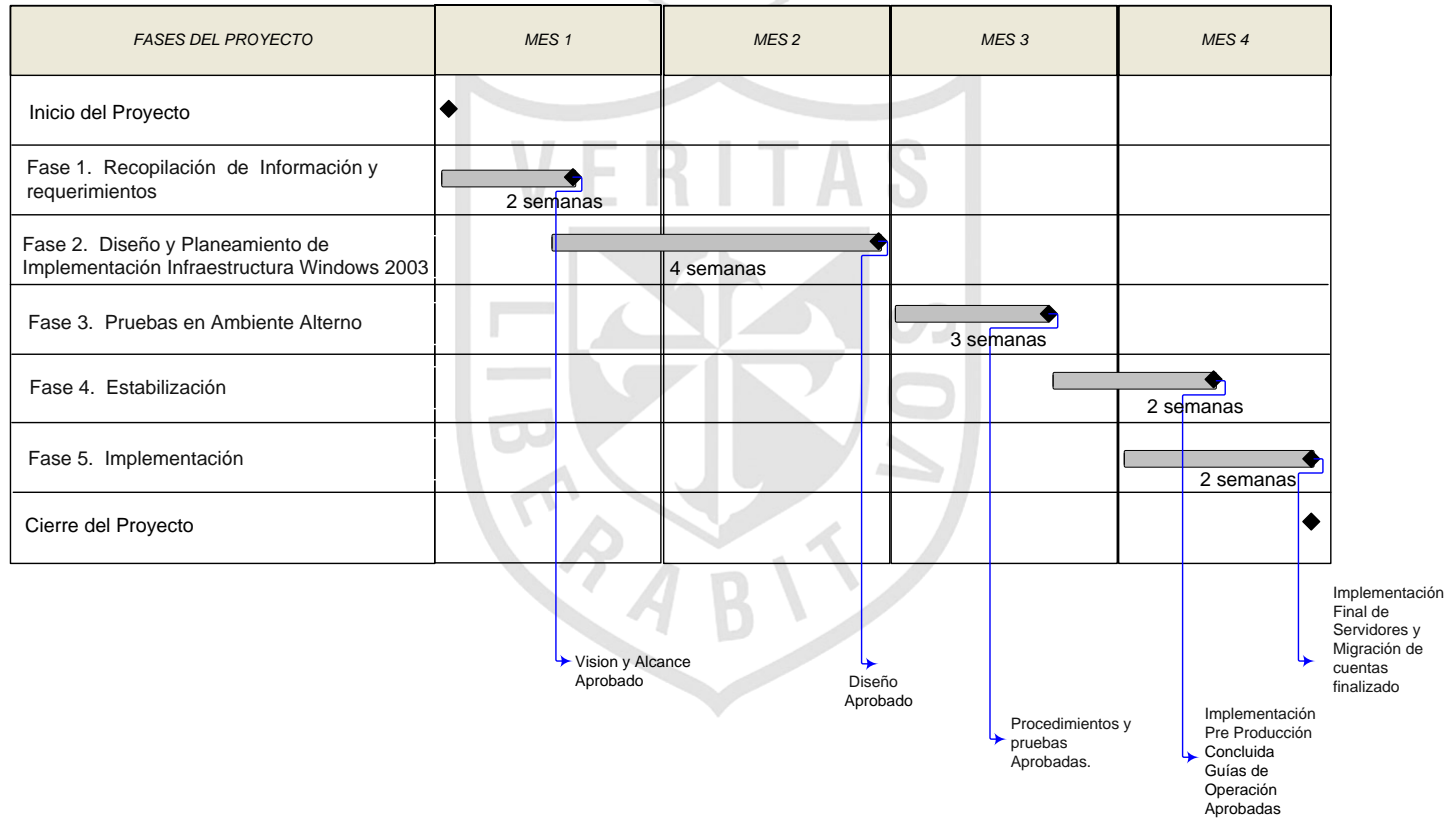 FASES DEL PROYECTO
MES 1
MES 2
MES 3
MES 4
Inicio del Proyecto
Fase 1. Recopilación de Información y
requerimientos
2 semanas
Fase 2. Diseño y Planeamiento de
Implementación Infraestructura Windows 2003
4 semanas
Fase 3. Pruebas en Ambiente Alterno
3 semanas
Fase 4. Estabilización
2 semanas
Fase 5. Implementación
2 semanas
Cierre del Proyecto
Vision y Alcance
Aprobado
Diseño
Aprobado
Procedimientos y
pruebas
Aprobadas.
Implementación
Pre Producción
Concluida
Guías de
Operación
Aprobadas
Implementación
Final de
Servidores y
Migración de
cuentas
finalizado
VERITAS
LIBERABIT
VOS